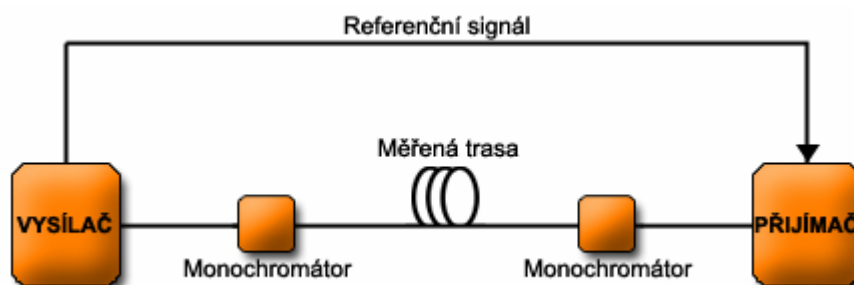 Referenční signál
Měřená trasa
VYSÍLAČ
PŘIJÍMAČ
Monochromátor
Monochromátor